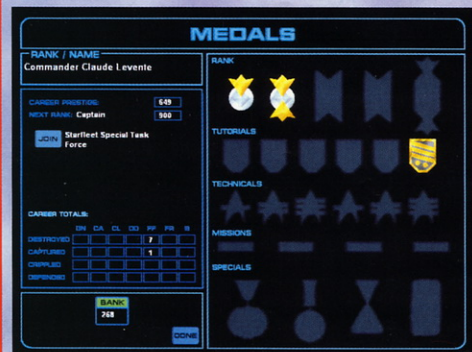 MEDALS
RANK / NAME
Commander Claude Levente
CAREER PRESTIGE: 649
NEXT RANK: Captain 900
JOIN Starfleet Special Task
Force
CAREER TOTALS:
DN CA CL DD FF FR B
DESTROYED 7
CAPTURED 1
CRIPPLED
DEFENDED
BANK
268
DONE
RANK
TUTORIALS
TECHNICALS
MISSIONS
SPECIALS